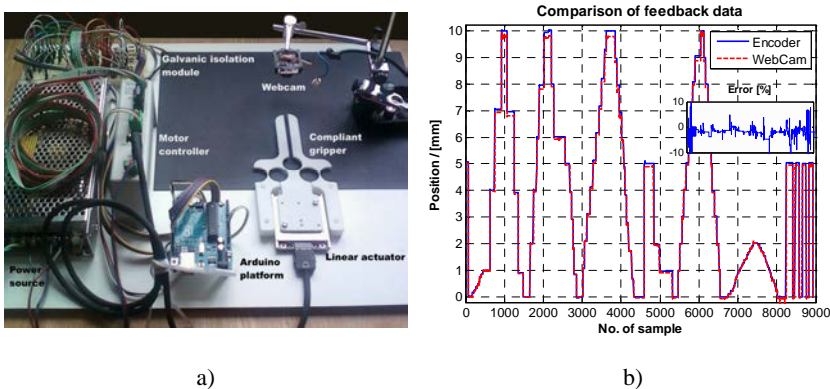 Galvanic isolation
module
Webcam
Motor
controller
Compliant
gripper
Power
source
Arduino
platform
Linear actuator
a)
Comparison of feedback data
Encoder
WebCam
Error [%]
10
0
-10
Position / [mm]
10
9
8
7
6
5
4
3
2
1
0
0 1000 2000 3000 4000 5000 6000 7000 8000 9000
No. of sample
b)